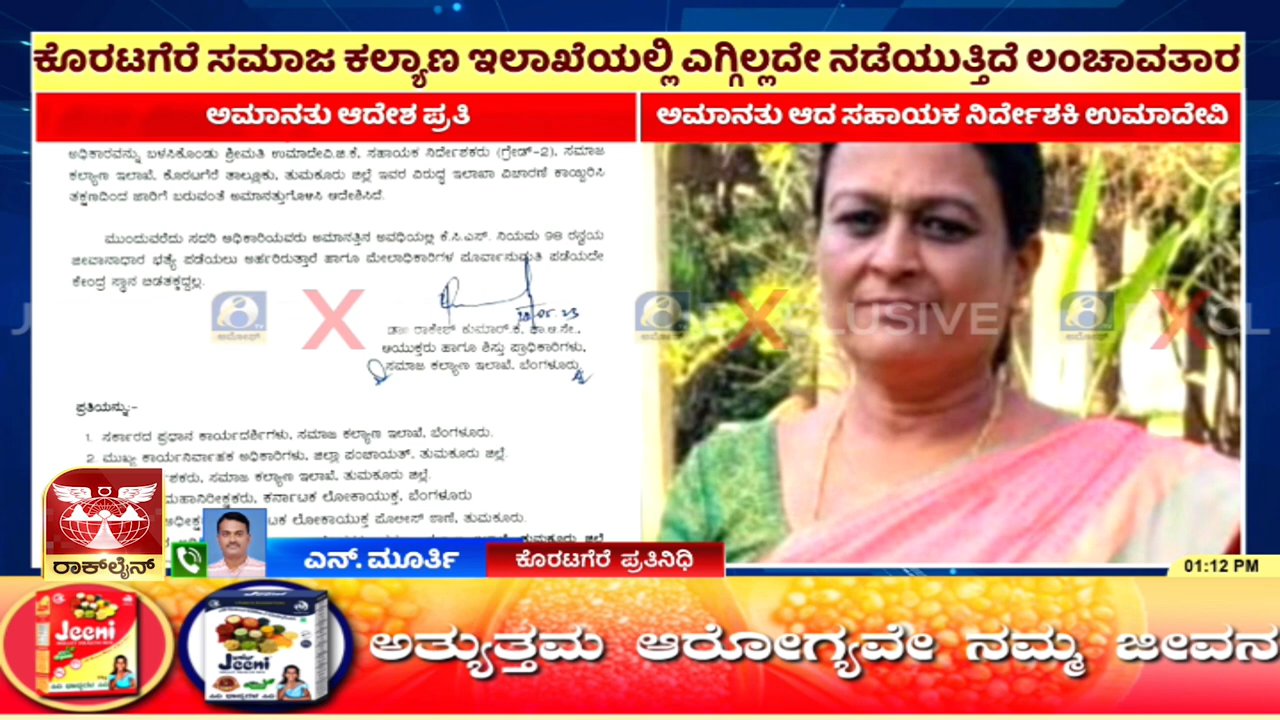 ಕೊರಟಗೆರೆ ಸಮಾಜ ಕಲ್ಯಾಣ ಇಲಾಖೆಯಲ್ಲಿ ಎಗ್ಗಿಲ್ಲದೇ ನಡೆಯುತ್ತಿದೆ ಲಂಚಾವತಾರ
ಅಮಾನತು ಆದೇಶ ಪ್ರತಿ
ಅಮಾನತು ಆದ ಸಹಾಯಕ ನಿರ್ದೇಶಕಿ ಉಮಾದೇವಿ
ಅಧಿಕಾರವನ್ನು ಬಳಸಿಕೊಂಡು ಶ್ರೀಮತಿ ಉಮಾದೇವಿ.ಜಿ.ಕೆ, ಸಹಾಯಕ ನಿರ್ದೇಶಕರು (ಗ್ರೇಡ್-2), ಸಮಾಜ
ಕಲ್ಯಾಣ ಇಲಾಖೆ, ಕೊರಟಗೆರೆ ತಾಲ್ಲೂಕು, ತುಮಕೂರು ಜಿಲ್ಲೆ ಇವರ ವಿರುದ್ಧ ಇಲಾಖಾ ವಿಚಾರಣೆ ಕಾಯ್ದಿರಿಸಿ
ತಕ್ಷಣದಿಂದ ಜಾರಿಗೆ ಬರುವಂತೆ ಅಮಾನತ್ತುಗೊಳಿಸಿ ಆದೇಶಿಸಿದೆ.
ಮುಂದುವರೆದು ಸದರಿ ಅಧಿಕಾರಿಯವರು ಅಮಾನತ್ತಿನ ಅವಧಿಯಲ್ಲಿ ಕೆ.ಸಿ.ಎಸ್. ನಿಯಮ 98 ರನ್ವಯ
ಜೀವನಾಧಾರ ಭತ್ಯೆ ಪಡೆಯಲು ಅರ್ಹರಿರುತ್ತಾರೆ ಹಾಗೂ ಮೇಲಾಧಿಕಾರಿಗಳ ಪೂರ್ವಾನುಮತಿ ಪಡೆಯದೇ
ಕೇಂದ್ರ ಸ್ಥಾನ ಬಿಡತಕ್ಕದ್ದಲ್ಲ.
ಡಾ॥ ರಾಕೇಶ್ ಕುಮಾರ್.ಕೆ, ಭಾ.ಆ.ಸೇ.,
ಆಯುಕ್ತರು ಹಾಗೂ ಶಿಸ್ತು ಪ್ರಾಧಿಕಾರಿಗಳು,
ಸಮಾಜ ಕಲ್ಯಾಣ ಇಲಾಖೆ, ಬೆಂಗಳೂರು
ಪ್ರತಿಯನ್ನು:-
1. ಸರ್ಕಾರದ ಪ್ರಧಾನ ಕಾರ್ಯದರ್ಶಿಗಳು, ಸಮಾಜ ಕಲ್ಯಾಣ ಇಲಾಖೆ, ಬೆಂಗಳೂರು.
2. ಮುಖ್ಯ ಕಾರ್ಯನಿರ್ವಾಹಕ ಅಧಿಕಾರಿಗಳು, ಜಿಲ್ಲಾ ಪಂಚಾಯತ್, ತುಮಕೂರು ಜಿಲ್ಲೆ.
ಸಮಾಜ ಕಲ್ಯಾಣ ಇಲಾಖೆ, ತುಮಕೂರು ಜಿಲ್ಲೆ.
ಕರ್ನಾಟಕ ಲೋಕಾಯುಕ್ತ, ಬೆಂಗಳೂರು
ಲೋಕಾಯುಕ್ತ ಪೊಲೀಸ್ ಠಾಣೆ, ತುಮಕೂರು.
EXCLUSIVE
ರಾಕ್‌ಲೈನ್
ಎನ್. ಮೂರ್ತಿ
ಕೊರಟಗೆರೆ ಪ್ರತಿನಿಧಿ
01:12 PM
Jeeni
Jeeni
ಅತ್ಯುತ್ತಮ ಆರೋಗ್ಯವೇ ನಮ್ಮ ಜೀವನ